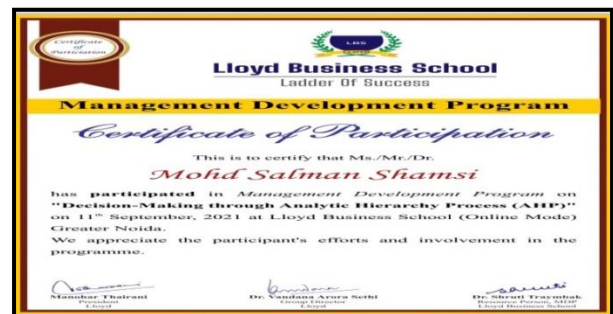 Certificate
of
Participation
LBS
Lloyd Business School
Ladder Of Success
Management Development Program
Certificate of Participation
This is to certify that Ms./Mr./Dr.
Mohd Salman Shamsi
has participated in Management Development Program on
"Decision-Making through Analytic Hierarchy Process (AHP)"
on 11th September, 2021 at Lloyd Business School (Online Mode)
Greater Noida.
We appreciate the participant's efforts and involvement in the
programme.
Manohar Thairani
President
Lloyd
Dr. Vandana Arora Sethi
Group Director
Lloyd
Dr. Shruti Traymbak
Resource Person, MDP
Lloyd Business School